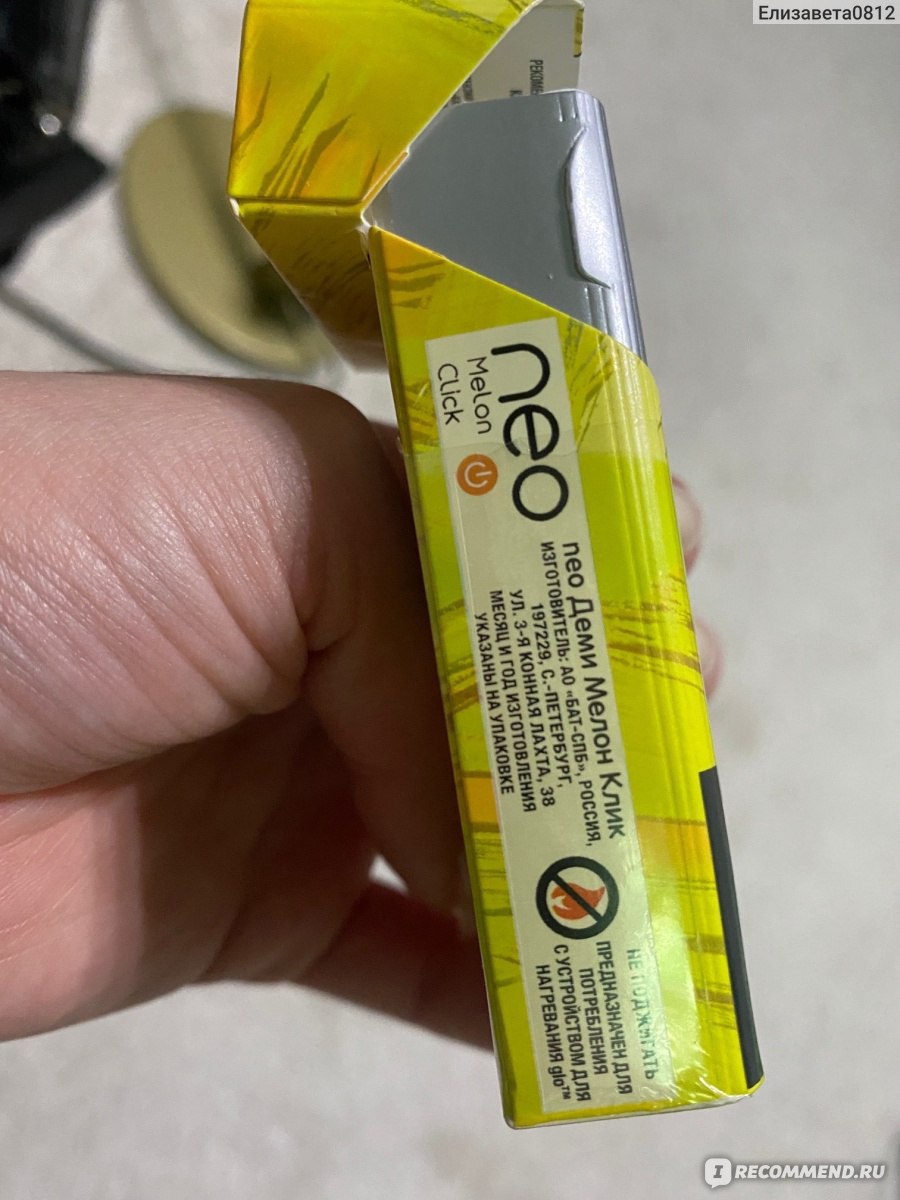 Елизавета0812
РЕКОМЕ
neo
Melon
Click
neo Деми Мелон Клик
ИЗГОТОВИТЕЛЬ: АО «БАТ-СПБ», РОССИЯ,
197229, С.-ПЕТЕРБУРГ,
УЛ. 3-Я КОННАЯ ЛАХТА, 38
МЕСЯЦ И ГОД ИЗГОТОВЛЕНИЯ
УКАЗАНЫ НА УПАКОВКЕ
НЕ ПОДЖИГАТЬ
ПРЕДНАЗНАЧЕН ДЛЯ
ПОТРЕБЛЕНИЯ
С УСТРОЙСТВОМ ДЛЯ
НАГРЕВАНИЯ glo™
I RECOMMEND.RU